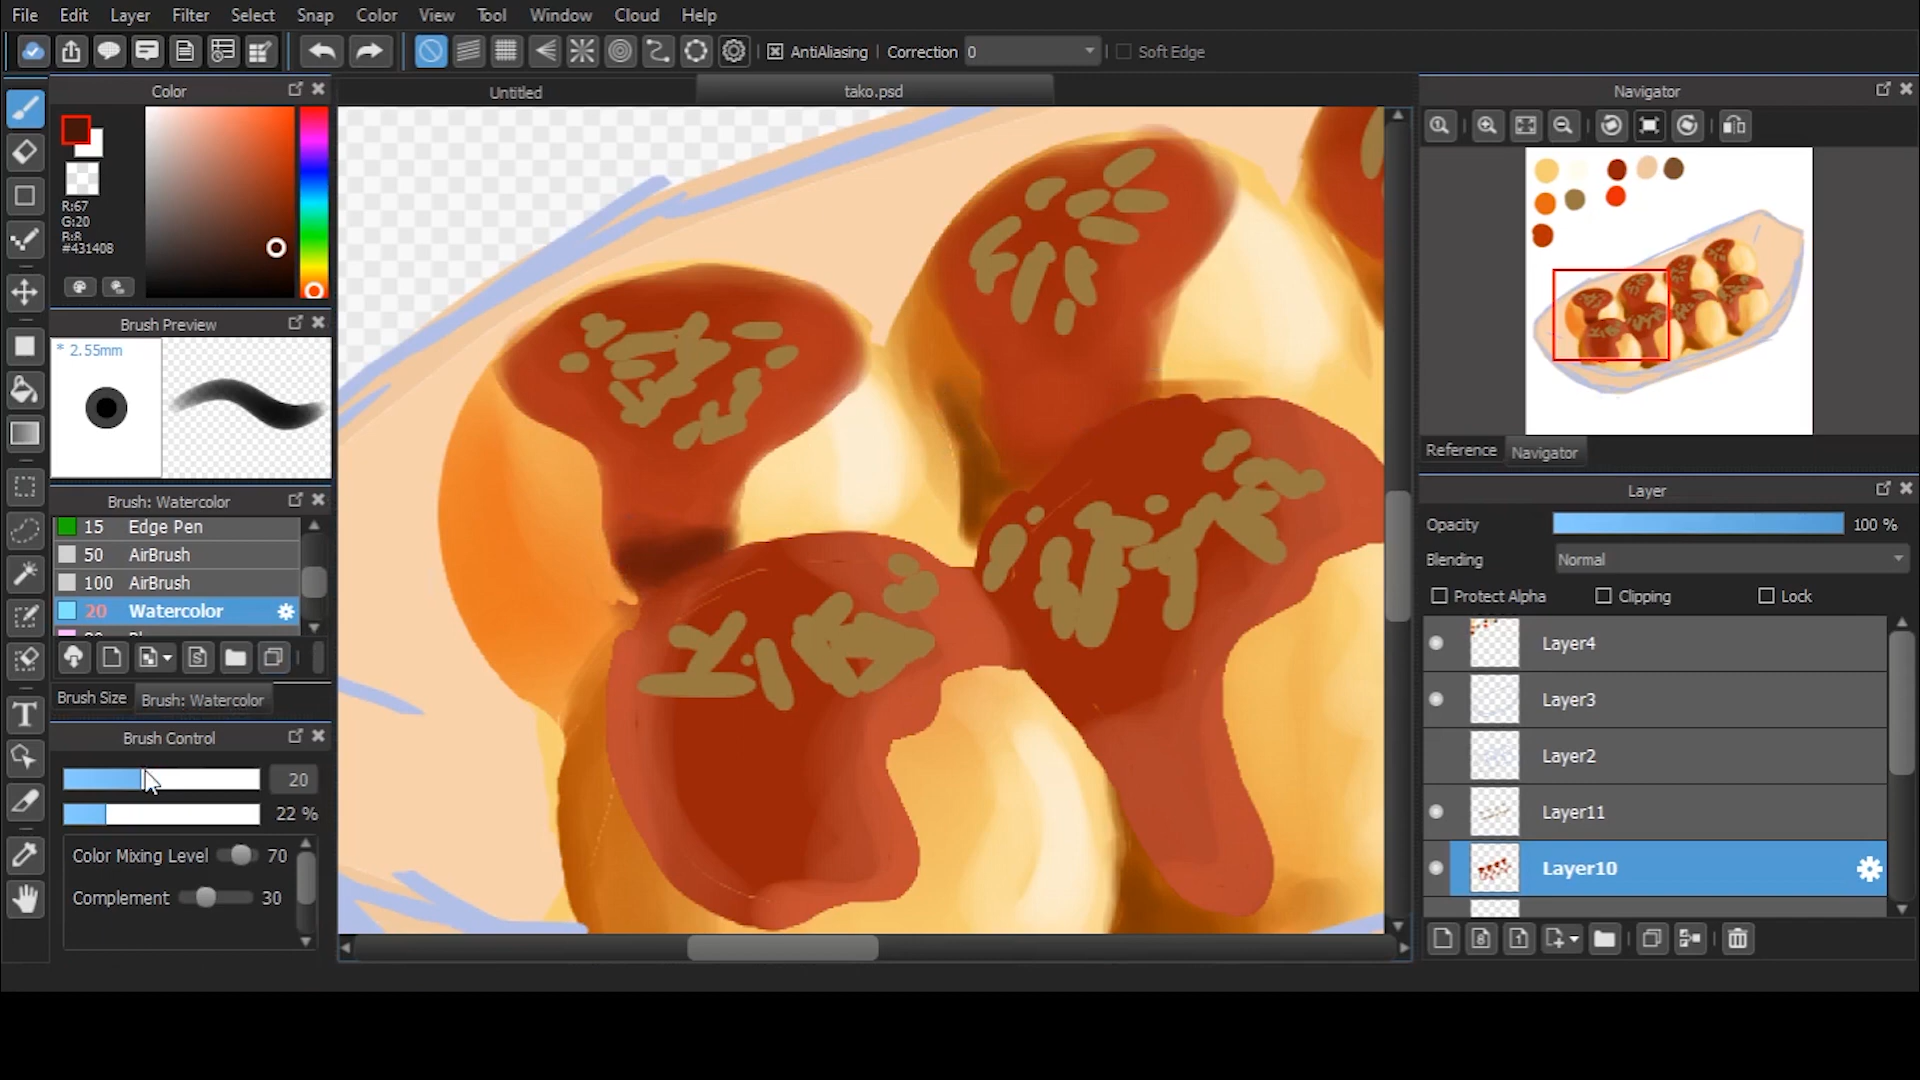 File Edit Layer Filter Select Snap Color View Tool Window Cloud Help
AntiAliasing Correction 0 Soft Edge
Color
R:67
G:20
R:8
#431408
Brush Preview
* 2.55mm
Brush: Watercolor
15 Edge Pen
50 AirBrush
100 AirBrush
20 Watercolor
Brush Size Brush: Watercolor
Brush Control
20
22 %
Color Mixing Level 70
Complement 30
Untitled tako.psd
Navigator
Reference Navigator
Layer
Opacity 100 %
Blending Normal
Protect Alpha Clipping Lock
Layer4
Layer3
Layer2
Layer11
Layer10